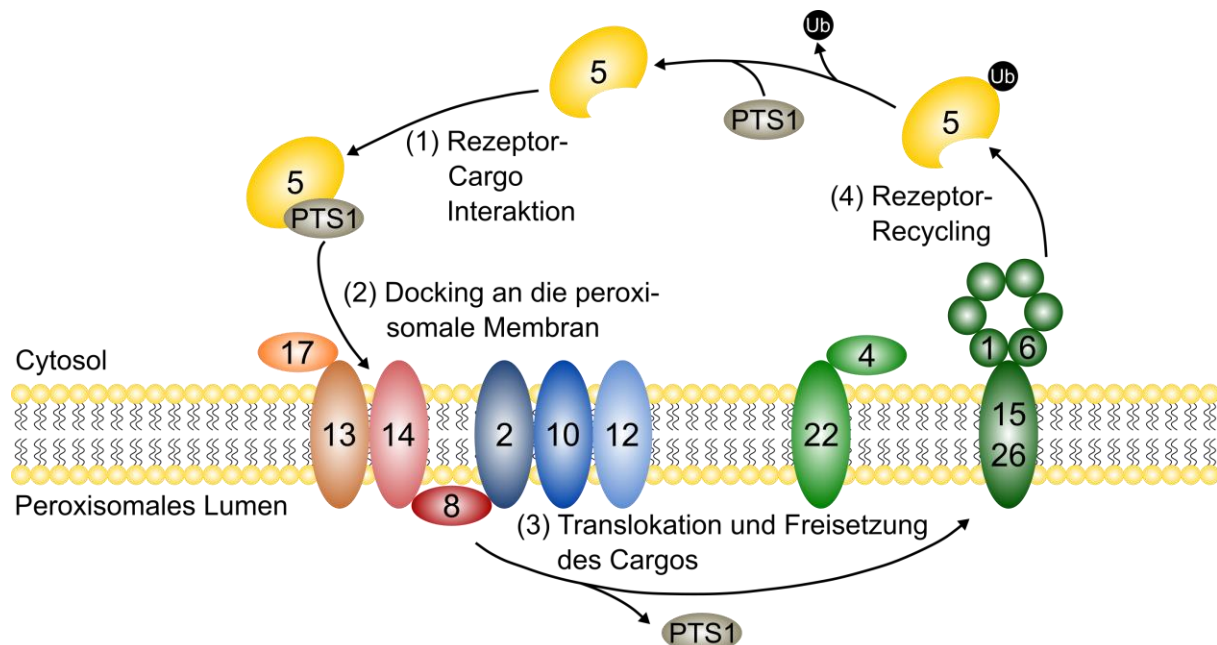 Ub
5
Ub
5
PTS1
(1) Rezeptor-
Cargo
Interaktion
5
PTS1
(4) Rezeptor-
Recycling
(2) Docking an die peroxi-
somale Membran
Cytosol
17
4
1 6
13 14 2 10 12 22 15
26
Peroxisomales Lumen
8
(3) Translokation und Freisetzung
des Cargos
PTS1